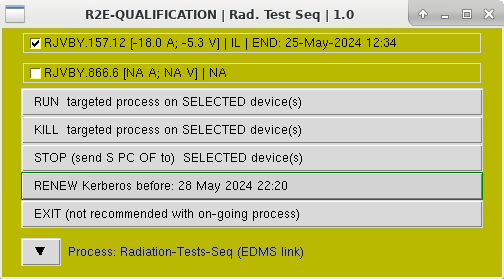 R2E-QUALIFICATION | Rad. Test Seq | 1.0
RJVBY.157.12 [-18.0 A; -5.3 V] | IL | END: 25-May-2024 12:34
RJVBY.866.6 [NA A; NA V] | NA
RUN  targeted process on SELECTED device(s)
KILL  targeted process on SELECTED device(s)
STOP (send S PC OF to)  SELECTED device(s)
RENEW Kerberos before: 28 May 2024 22:20
EXIT (not recommended with on-going process)
Process: Radiation-Tests-Seq (EDMS link)